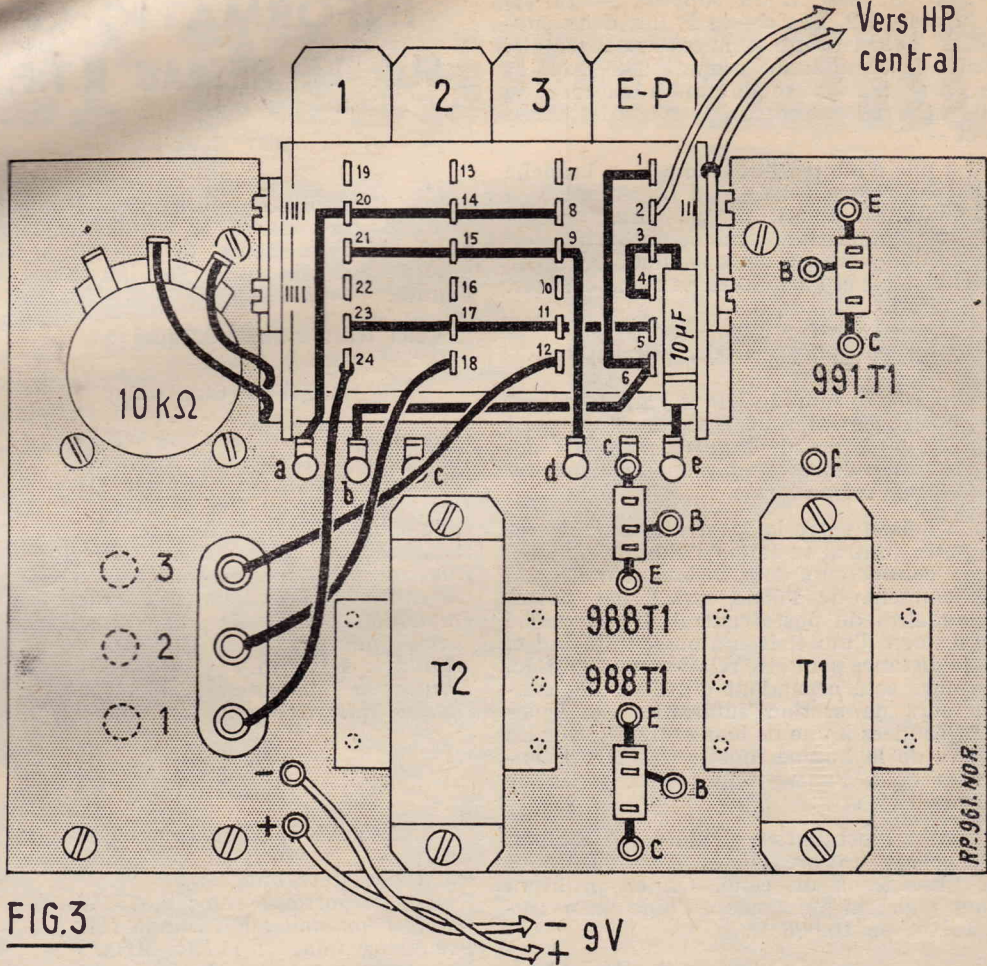 Vers HP
central
1 2 3 E-P
19 13 7 1
20 14 8 2
21 15 9 3
22 16 10 4
23 17 11 5
24 18 12 6
10 µF
10 kΩ
E
B
C
991 T1
a b c d c e f
B
E
988T1
3
2
1
T2
T1
988T1
E
B
C
-
+
- 9V
+
FIG.3
RP-961.NOR.